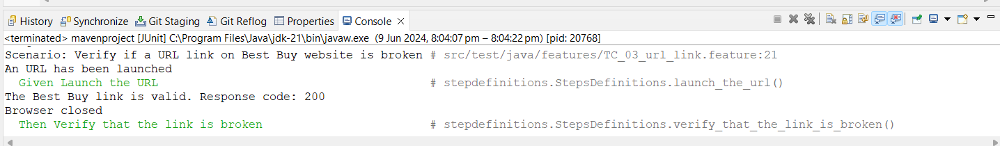 History Synchronize Git Staging Git Reflog Properties Console
<terminated> mavenproject [JUnit] C:\Program Files\Java\jdk-21\bin\javaw.exe (9 Jun 2024, 8:04:07 pm – 8:04:22 pm) [pid: 20768]
Scenario: Verify if a URL link on Best Buy website is broken # src/test/java/features/TC_03_url_link.feature:21
An URL has been launched
Given Launch the URL # stepdefinitions.StepsDefinitions.launch_the_url()
The Best Buy link is valid. Response code: 200
Browser closed
Then Verify that the link is broken # stepdefinitions.StepsDefinitions.verify_that_the_link_is_broken()